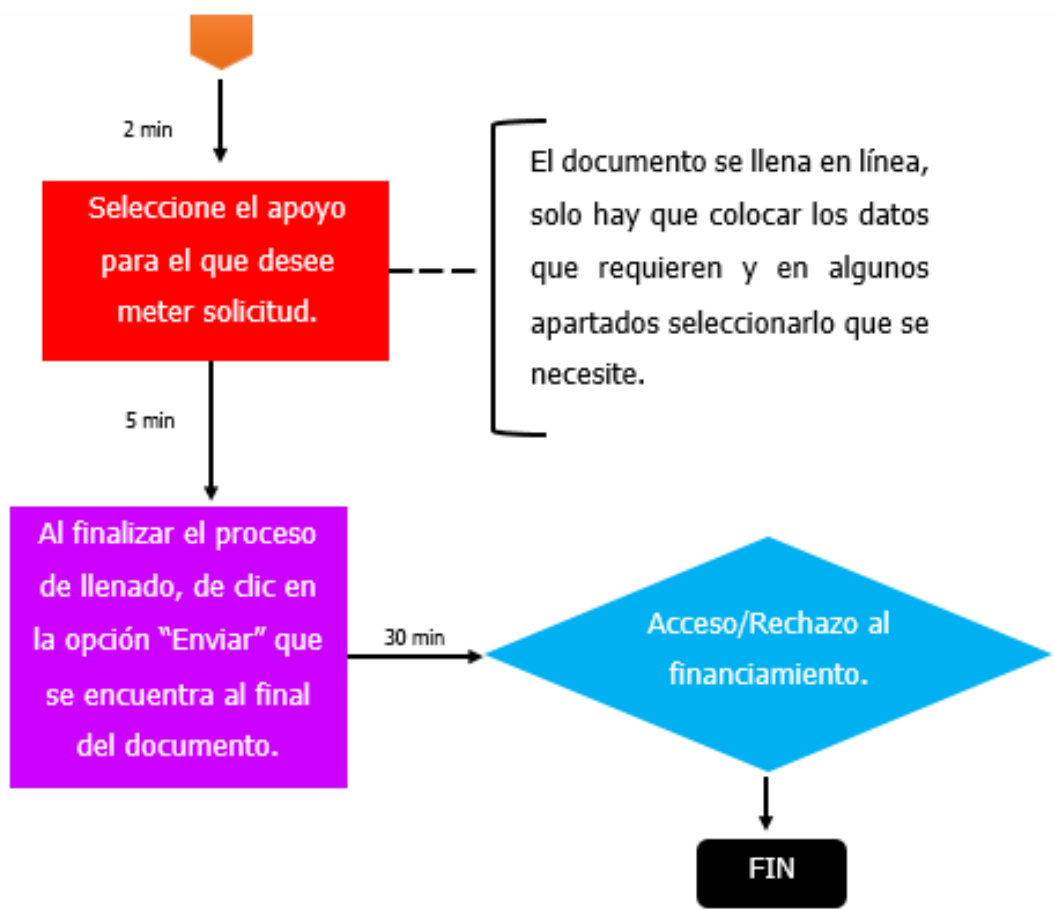 2 min
Seleccione el apoyo
para el que desee
meter solicitud.
El documento se llena en línea,
solo hay que colocar los datos
que requieren y en algunos
apartados seleccionarlo que se
necesite.
5 min
Al finalizar el proceso
de llenado, de clic en
la opción “Enviar” que
se encuentra al final
del documento.
30 min
Acceso/Rechazo al
financiamiento.
FIN